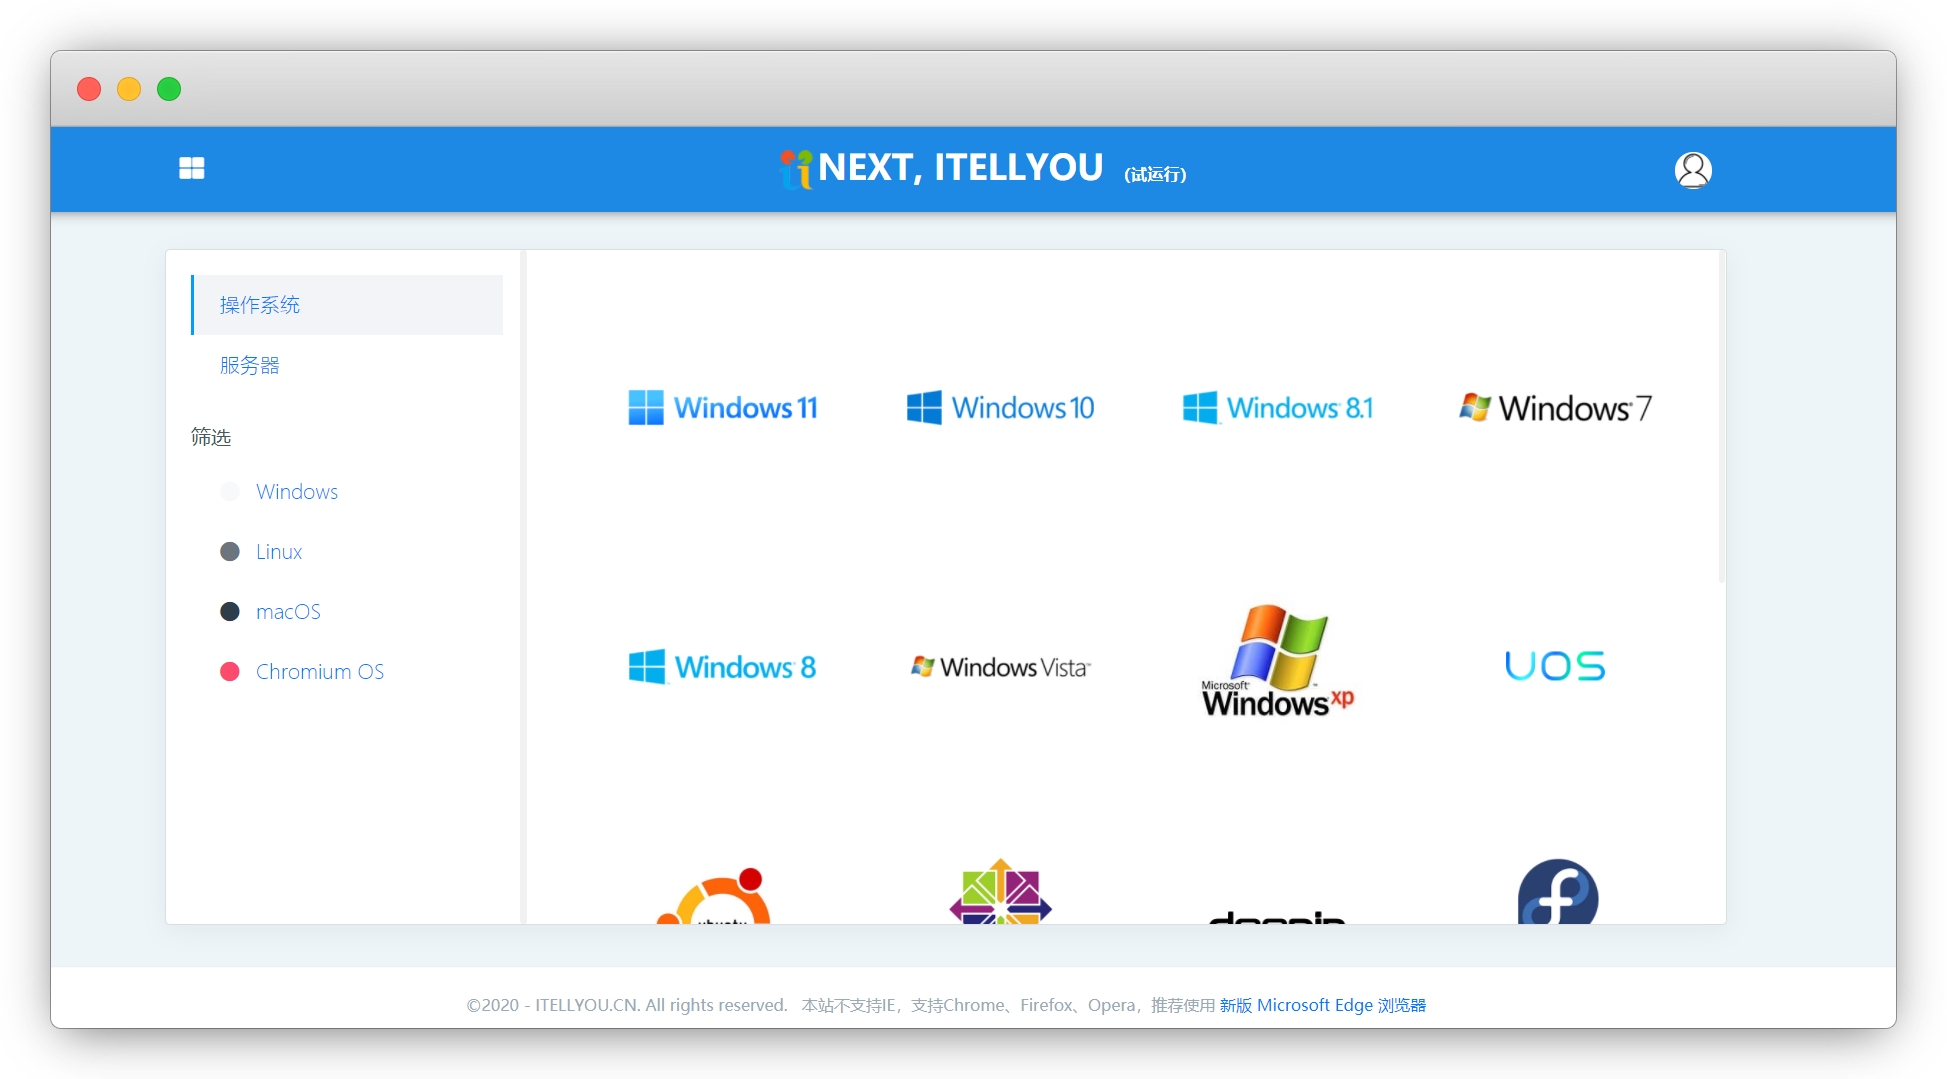 NEXT, ITELLYOU (试运行)
操作系统
服务器
筛选
Windows
Linux
macOS
Chromium OS
Windows 11
Windows 10
Windows 8.1
Windows 7
Windows 8
Windows Vista
Microsoft
Windows xp
UOS
ubuntu
deepin
©2020 - ITELLYOU.CN. All rights reserved. 本站不支持IE，支持Chrome、Firefox、Opera，推荐使用 新版 Microsoft Edge 浏览器